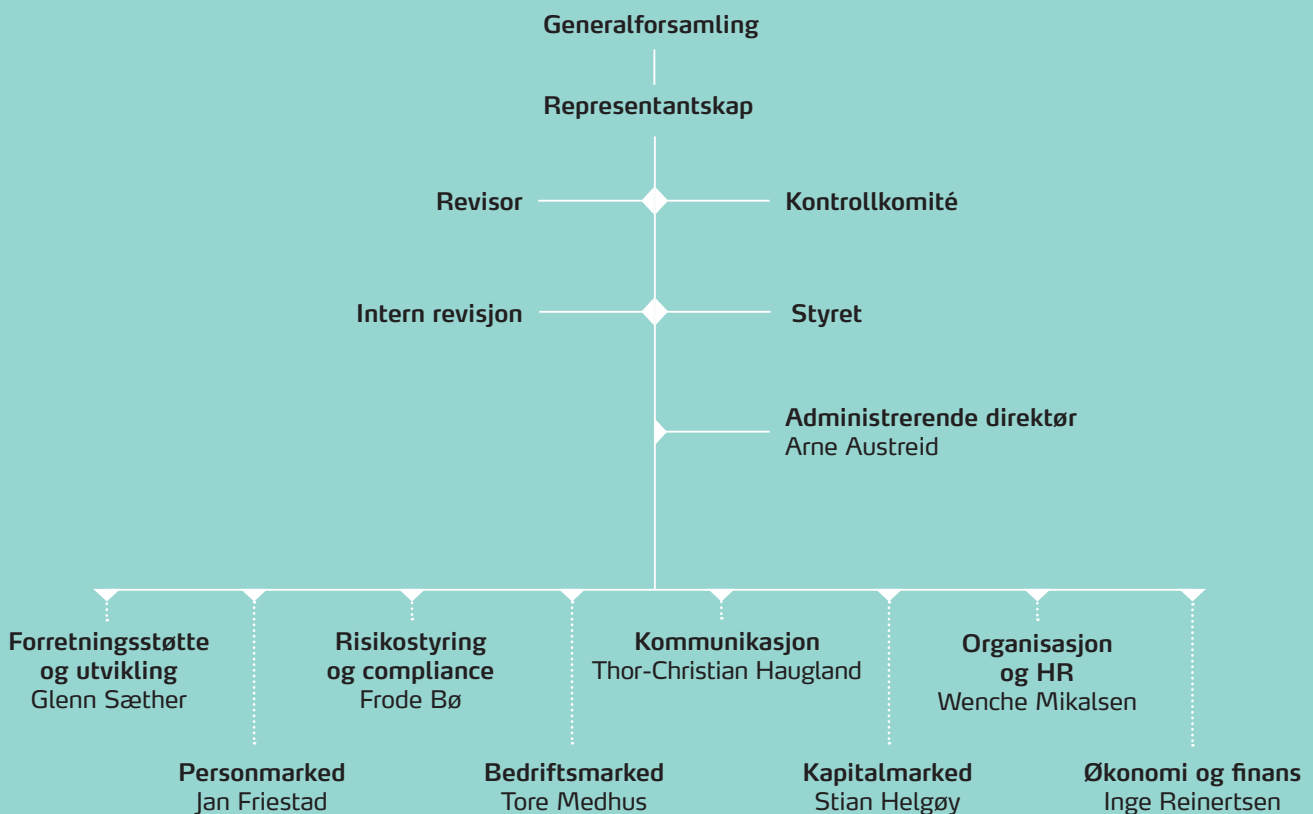 Generalforsamling
Representantskap
Revisor
Kontrollkomité
Intern revisjon
Styret
Administrerende direktør
Arne Austreid
Forretningsstøtte
og utvikling
Glenn Sæther
Risikostyring
og compliance
Frode Bø
Kommunikasjon
Thor-Christian Haugland
Organisasjon
og HR
Wenche Mikalsen
Personmarked
Jan Friestad
Bedriftsmarked
Tore Medhus
Kapitalmarked
Stian Helgøy
Økonomi og finans
Inge Reinertsen